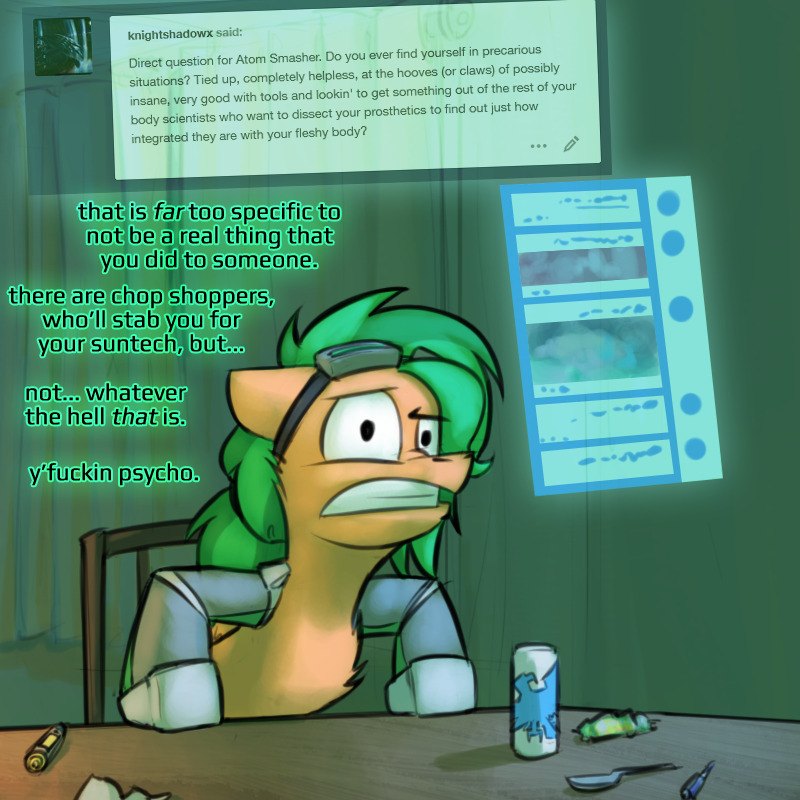 knightshadowx said:
Direct question for Atom Smasher. Do you ever find yourself in precarious
situations? Tied up, completely helpless, at the hooves (or claws) of possibly
insane, very good with tools and lookin' to get something out of the rest of your
body scientists who want to dissect your prosthetics to find out just how
integrated they are with your fleshy body?
that is far too specific to
not be a real thing that
you did to someone.
there are chop shoppers,
who'll stab you for
your suntech, but...
not... whatever
the hell that is.
y'fuckin psycho.